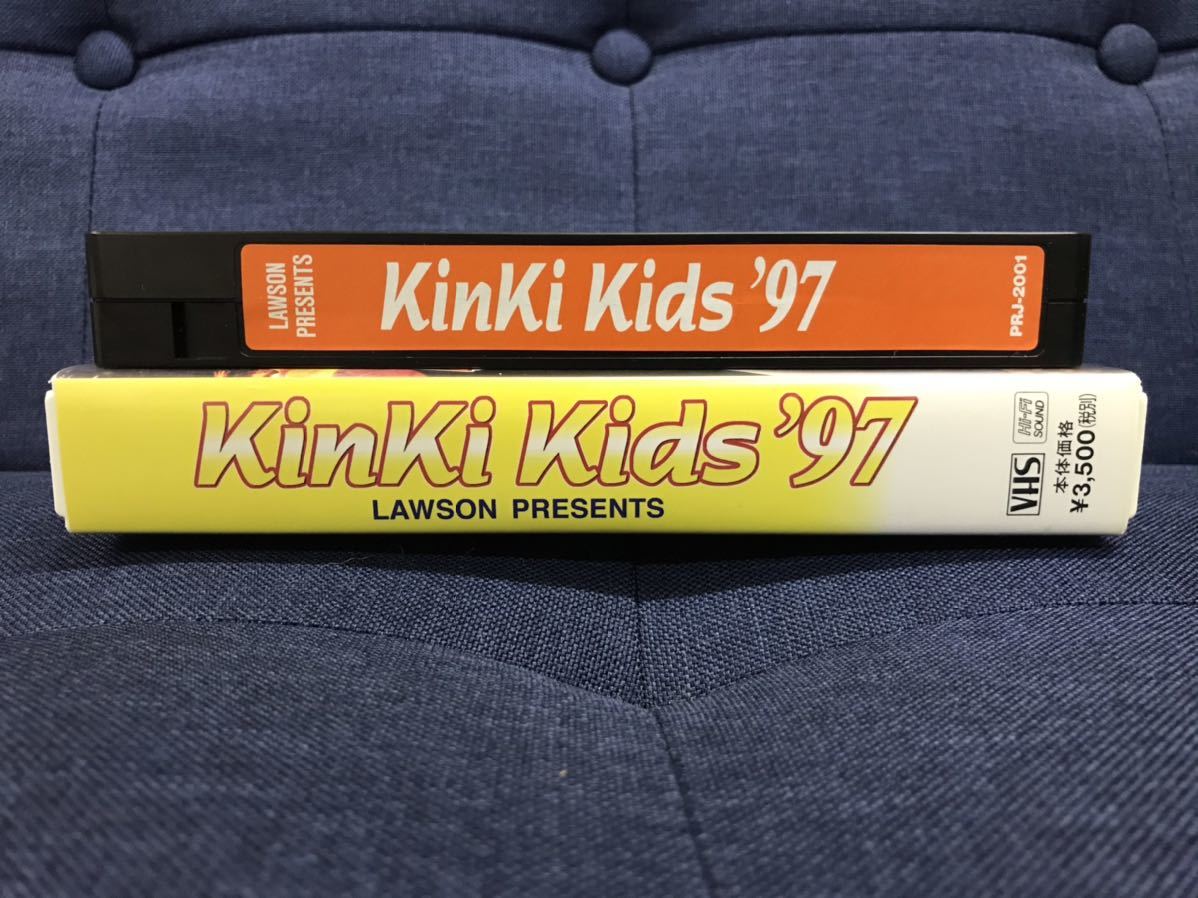 LAWSON
PRESENTS
KinKi Kids '97
PRJ-2001
KinKi Kids '97
LAWSON PRESENTS
Hi-Fi
SOUND
VHS
本体価格
¥3,500(税別)